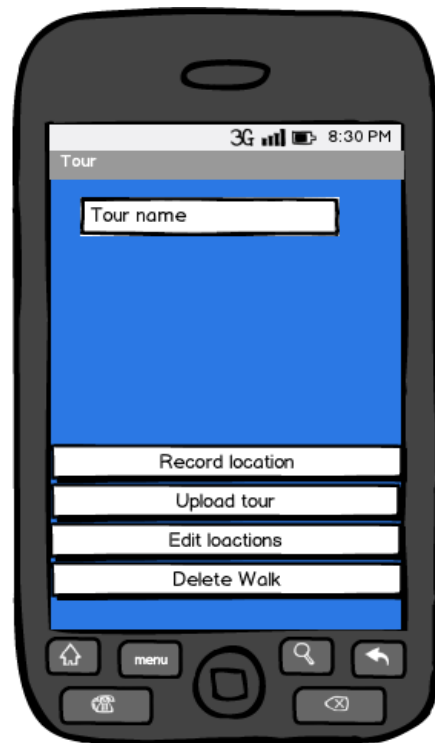 3G 8:30 PM
Tour
Tour name
Record location
Upload tour
Edit loactions
Delete Walk
menu